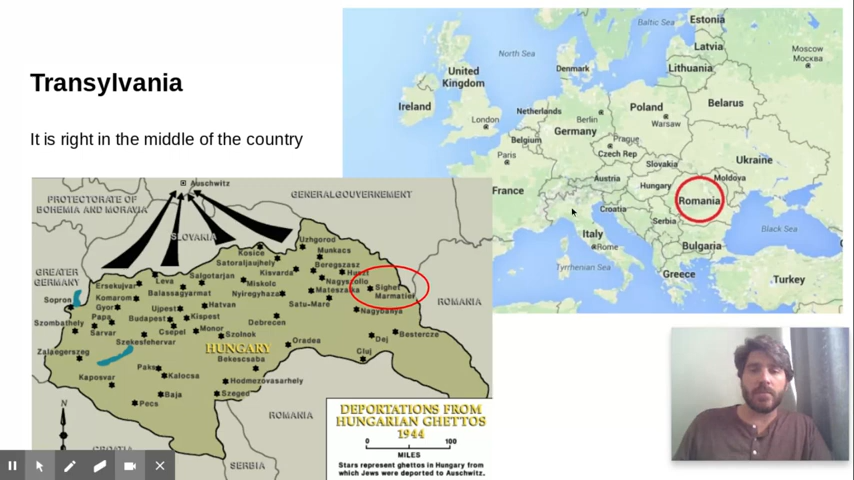 Transylvania
It is right in the middle of the country
Estonia
Baltic Sea
Latvia
Moscow
Москва
North Sea
Lithuania
Denmark
United
Kingdom
Ireland
Belarus
Netherlands
Berlin
Poland
London
Warsaw
Germany
Belgium
Prague
Czech Rep
Paris
Ukraine
Slovakia
Austria
Moldova
France
Hungary
Romania
Croatia
Serbia
Italy
Black Sea
Rome
Bulgaria
Tyrrhenian Sea
Greece
Turkey
Auschwitz
PROTECTORATE OF
BOHEMIA AND MORAVIA
GENERALGOUVERNEMENT
SLOVAKIA
Uzhgorod
Kosice
Munkacs
Satoraljaujhely
Beregszasz
GREATER
GERMANY
Leva
Salgotarjan
Kisvarda
Huszt
Ersekujvar
Miskolc
Nagyszollo
Sighet
Marmatiei
Komarom
Balassagyarmat
Nyiregyhaza
Mateszalka
Sopron
Gyor
Hatvan
Satu-Mare
ROMANIA
Ujpest
Nagybanya
Papa
Budapest
Kispest
Szombathely
Debrecen
Sarvar
Csepel
Monor
Szolnok
Bestercze
Szekesfehervar
Oradea
Dej
Zalaegerszeg
HUNGARY
Cluj
Bekescsaba
Paks
Kaposvar
Kalocsa
Hodmezovasarhely
Baja
Szeged
Pecs
N
ROMANIA
CROATIA
SERBIA
DEPORTATIONS FROM
HUNGARIAN GHETTOS
1944
0 100
MILES
Stars represent ghettos in Hungary from
which Jews were deported to Auschwitz.